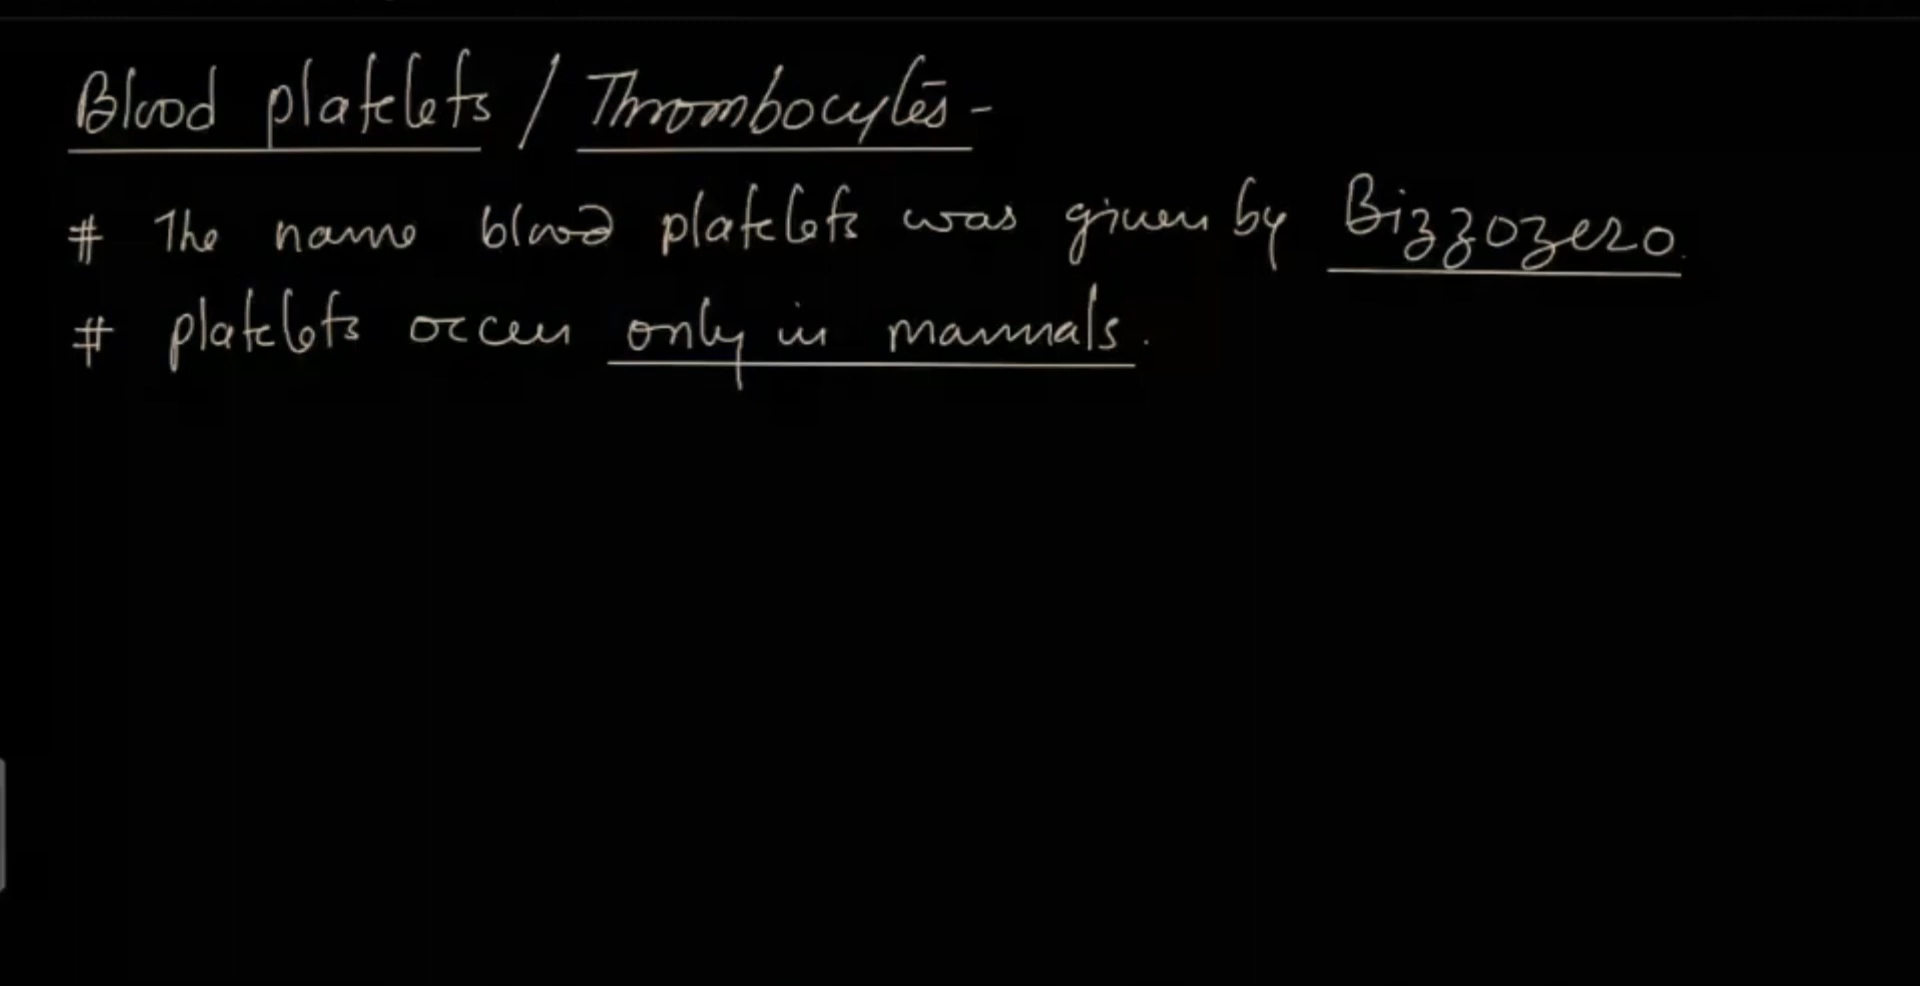 Blood platelets / Thrombocytes -
# The name blood platelets was given by Bizzozero.
# platelets occur only in mammals.